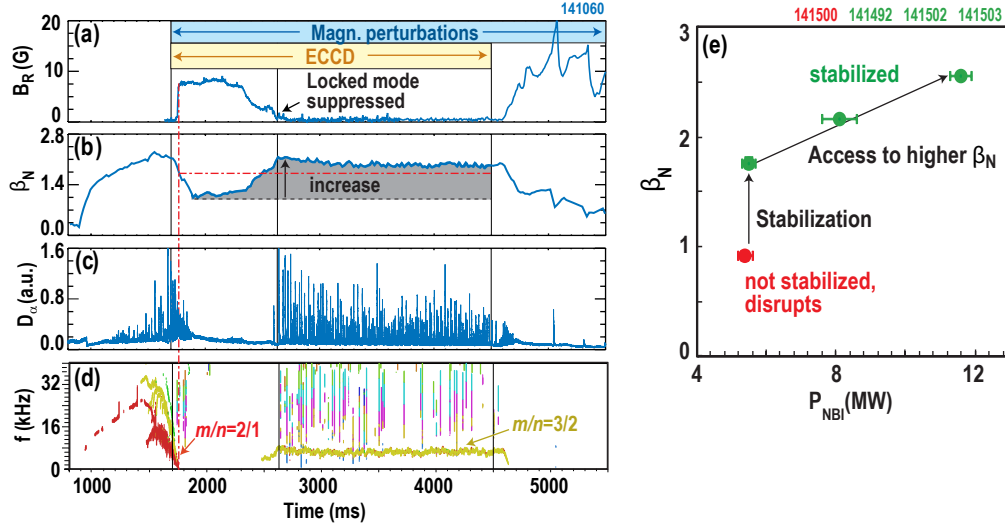 141060
(a)
Magn. perturbations
ECCD
Locked mode
suppressed
B_R (G)
20
10
0
(b)
increase
β_N
2.8
1.4
0.0
(c)
D_α(a.u.)
1.6
0.8
0.0
(d)
m/n=2/1
m/n=3/2
f (kHz)
36
18
0
1000
2000
3000
4000
5000
Time (ms)
141500 141492 141502 141503
(e)
stabilized
Access to higher β_N
Stabilization
not stabilized,
disrupts
β_N
3
2
1
0
4
8
12
P_NBI(MW)